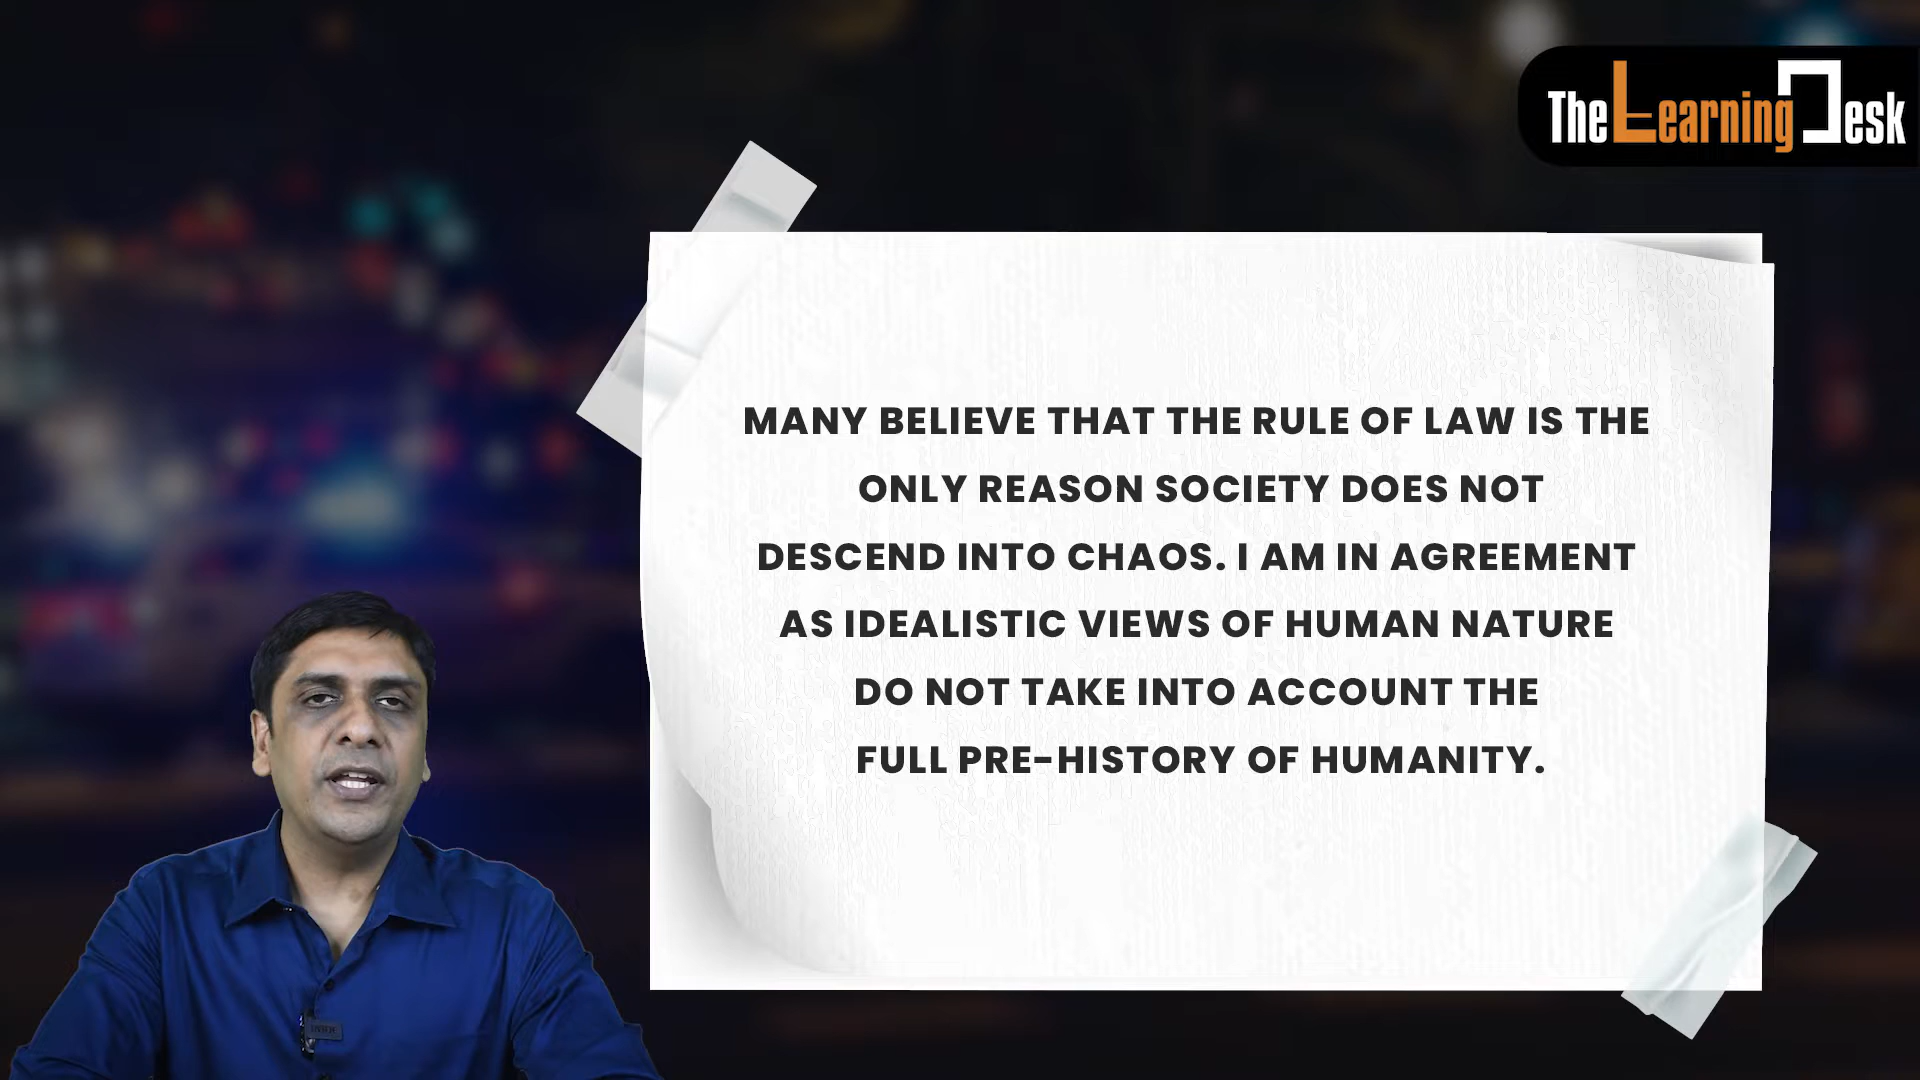 The Learning Desk
MANY BELIEVE THAT THE RULE OF LAW IS THE
ONLY REASON SOCIETY DOES NOT
DESCEND INTO CHAOS. I AM IN AGREEMENT
AS IDEALISTIC VIEWS OF HUMAN NATURE
DO NOT TAKE INTO ACCOUNT THE
FULL PRE-HISTORY OF HUMANITY.